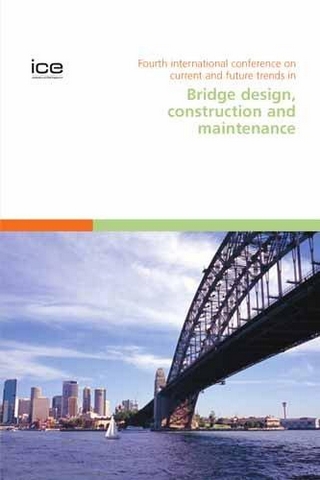 ice
Fourth international conference on
current and future trends in
Bridge design,
construction and
maintenance